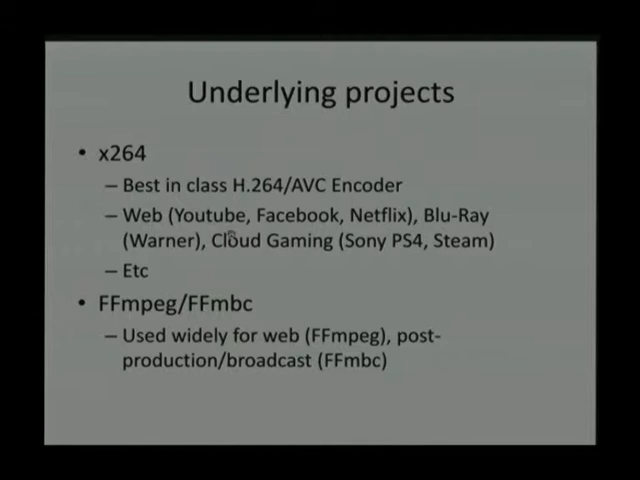 Underlying projects
• x264
– Best in class H.264/AVC Encoder
– Web (Youtube, Facebook, Netflix), Blu-Ray
(Warner), Cloud Gaming (Sony PS4, Steam)
– Etc
• FFmpeg/FFmbc
– Used widely for web (FFmpeg), post-
production/broadcast (FFmbc)